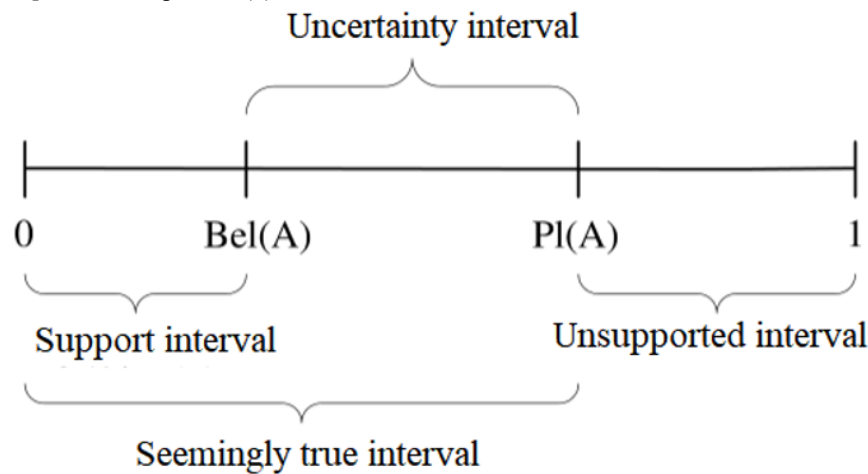 Uncertainty interval
0 Bel(A) Pl(A) 1
Support interval
Unsupported interval
Seemingly true interval